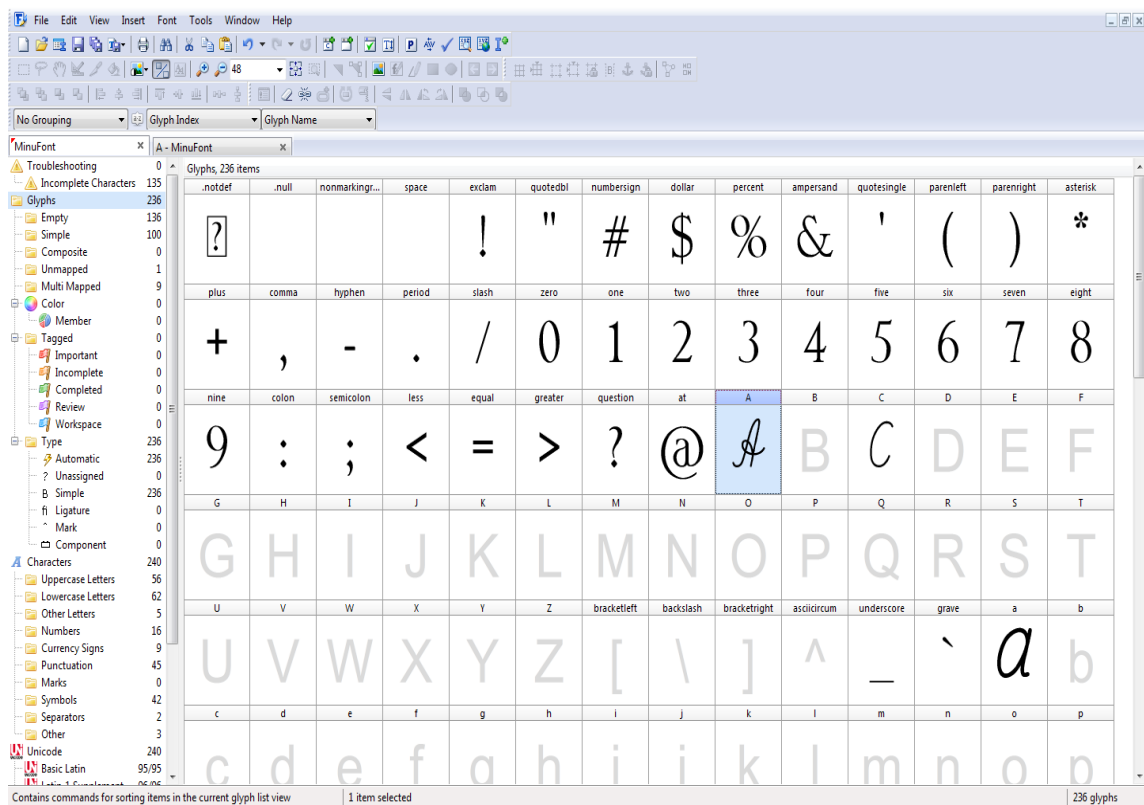 File Edit View Insert Font Tools Window Help
48
No Grouping Glyph Index Glyph Name
MinuFont A - MinuFont
Troubleshooting 0
Incomplete Characters 135
Glyphs 236
Empty 136
Simple 100
Composite 0
Unmapped 1
Multi Mapped 9
Color 0
Member 0
Tagged 0
Important 0
Incomplete 0
Completed 0
Review 0
Workspace 0
Type 236
Automatic 236
? Unassigned 0
B Simple 236
fi Ligature 0
^ Mark 0
Component 0
A Characters 240
Uppercase Letters 56
Lowercase Letters 62
Other Letters 5
Numbers 16
Currency Signs 9
Punctuation 45
Marks 0
Symbols 42
Separators 2
Other 3
Unicode 240
Basic Latin 95/95
Latin 1 Supplement 96/96
Glyphs, 236 items
.notdef .null nonmarkingr... space exclam quotedbl numbersign dollar percent ampersand quotesingle parenleft parenright asterisk
? ! " # $ % & ' ( ) *
plus comma hyphen period slash zero one two three four five six seven eight
+ , - . / 0 1 2 3 4 5 6 7 8
nine colon semicolon less equal greater question at A B C D E F
9 : ; < = > ? @ A B C D E F
G H I J K L M N O P Q R S T
G H I J K L M N O P Q R S T
U V W X Y Z bracketleft backslash bracketright asciicircum underscore grave a b
U V W X Y Z [ \ ] ^ _ ` a b
c d e f g h i j k l m n o p
c d e f g h i j k l m n o p
Contains commands for sorting items in the current glyph list view 1 item selected 236 glyphs